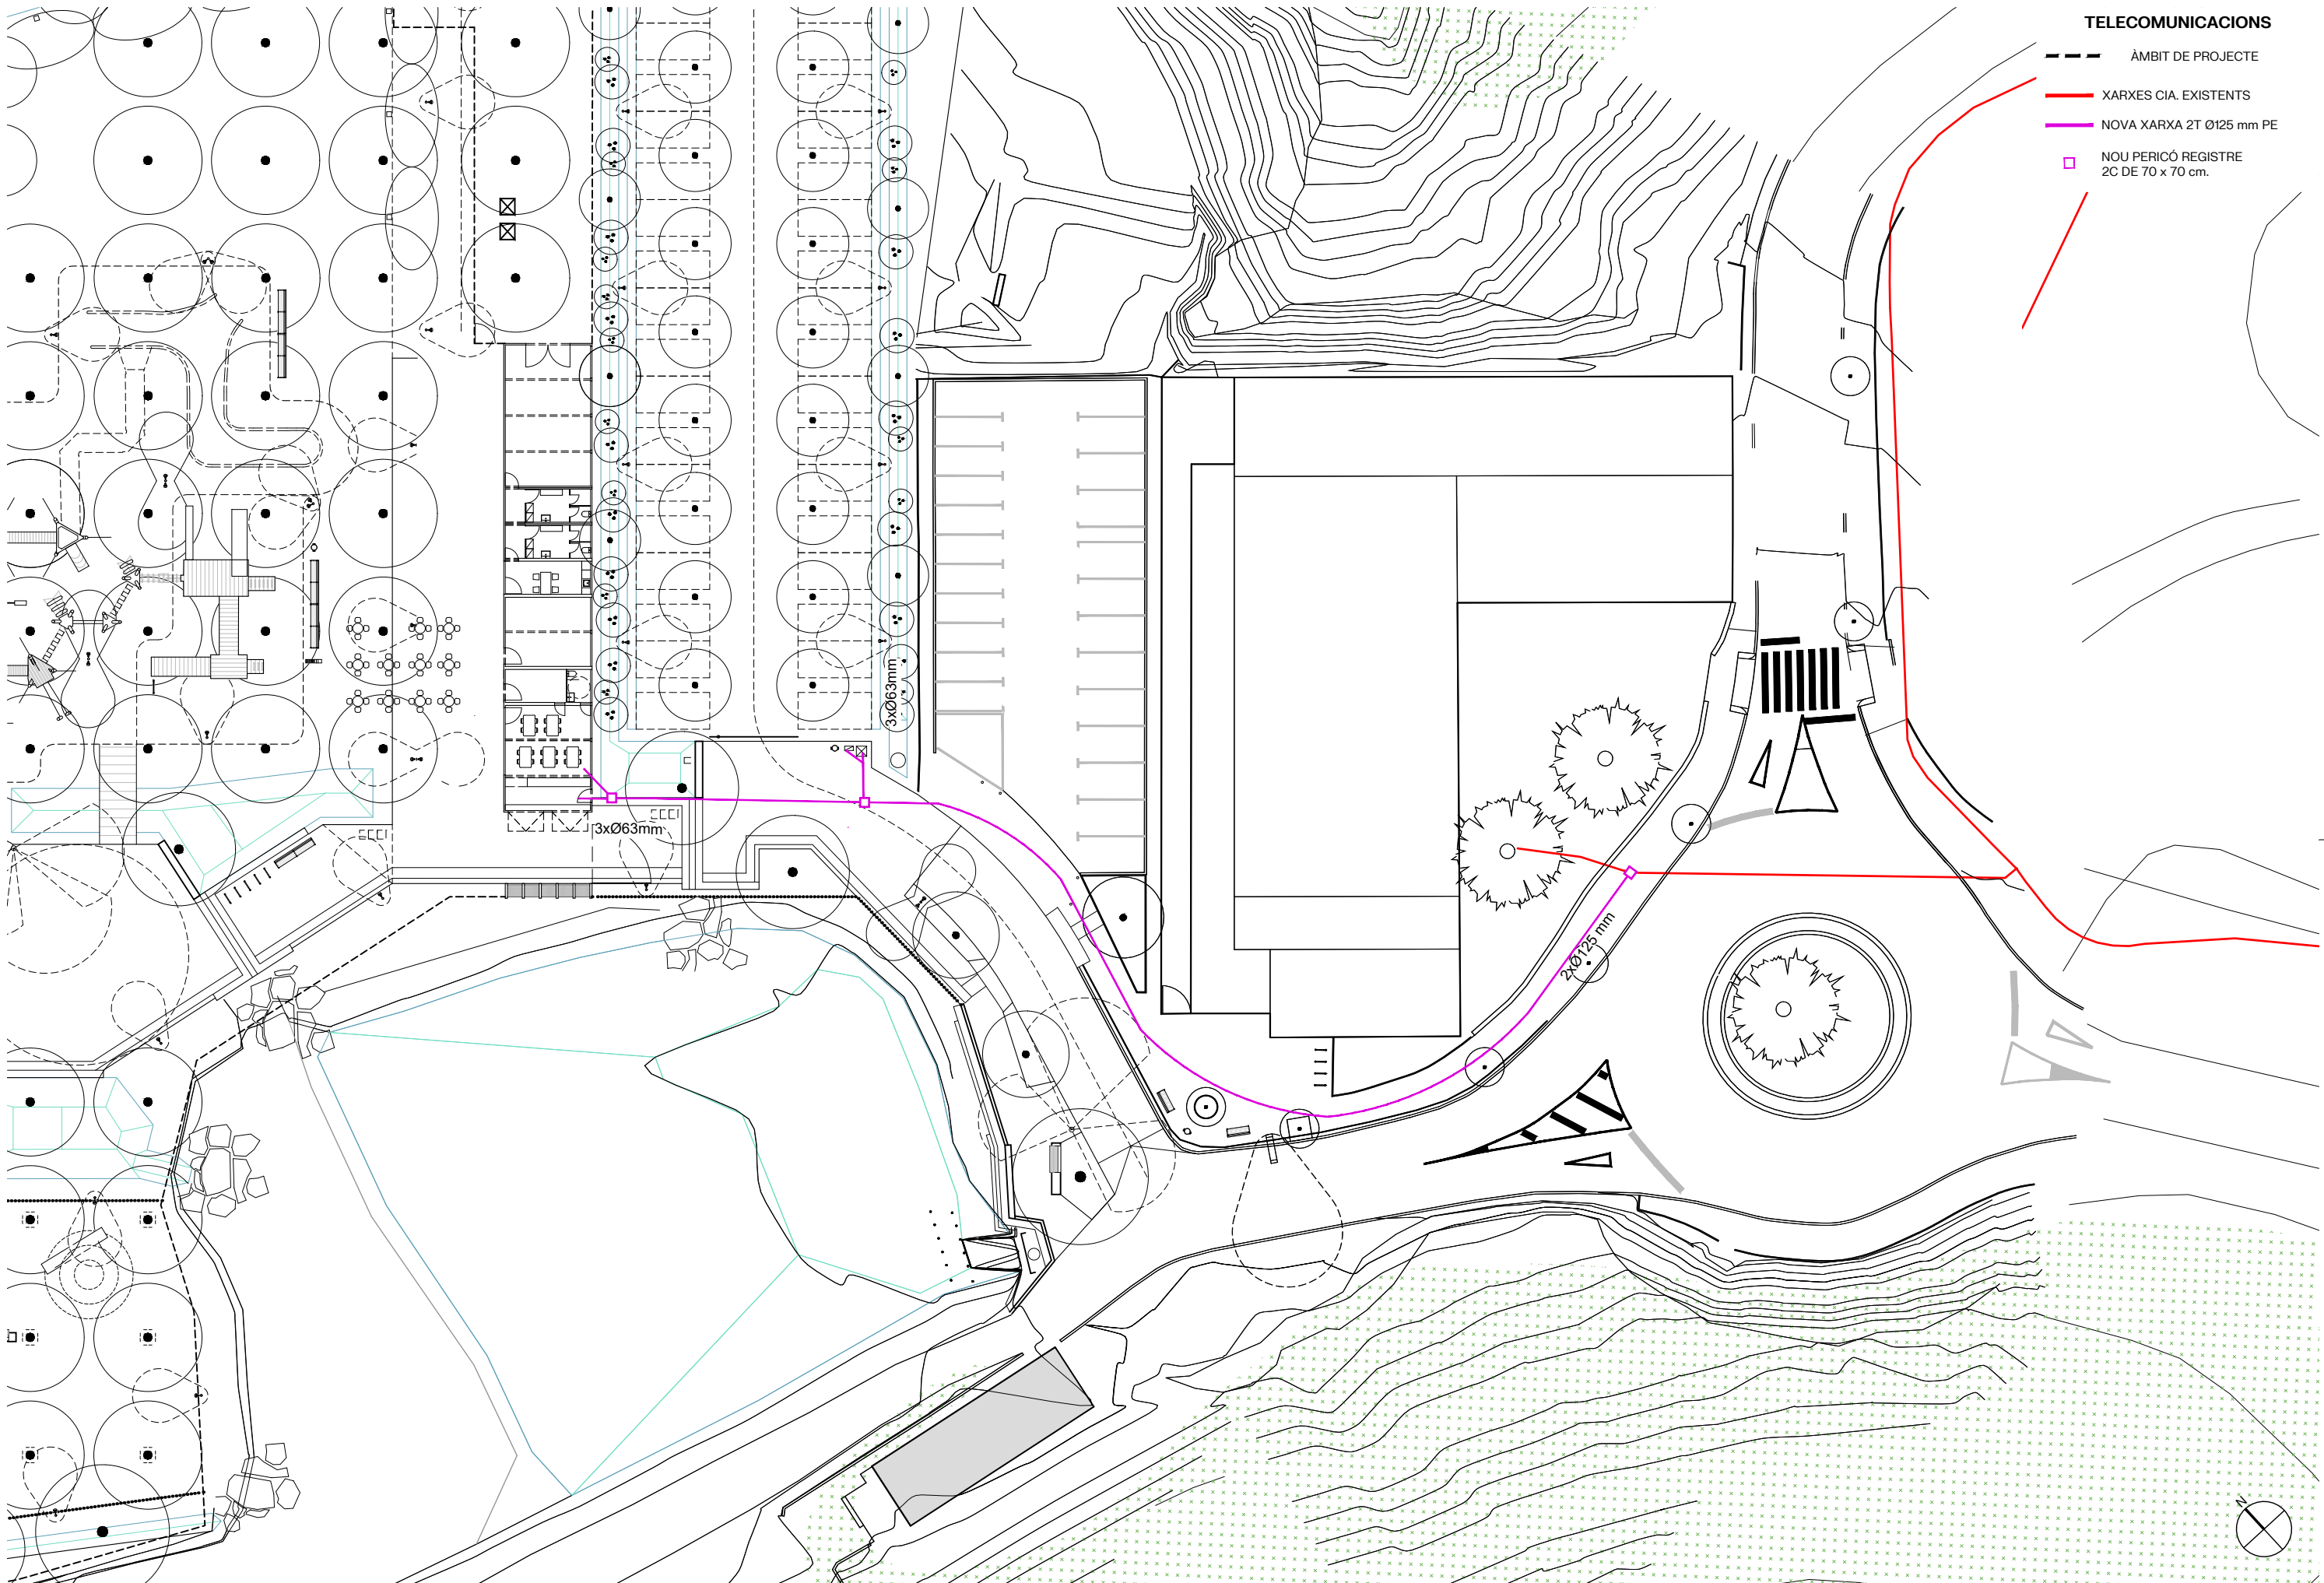 TELECOMUNICACIONS
ÀMBIT DE PROJECTE
XARXES CIA. EXISTENTS
NOVA XARXA 2T Ø125 mm PE
NOU PERICÓ REGISTRE
2C DE 70 x 70 cm.
3xØ63mm
3xØ63mm
2xØ125 mm
N